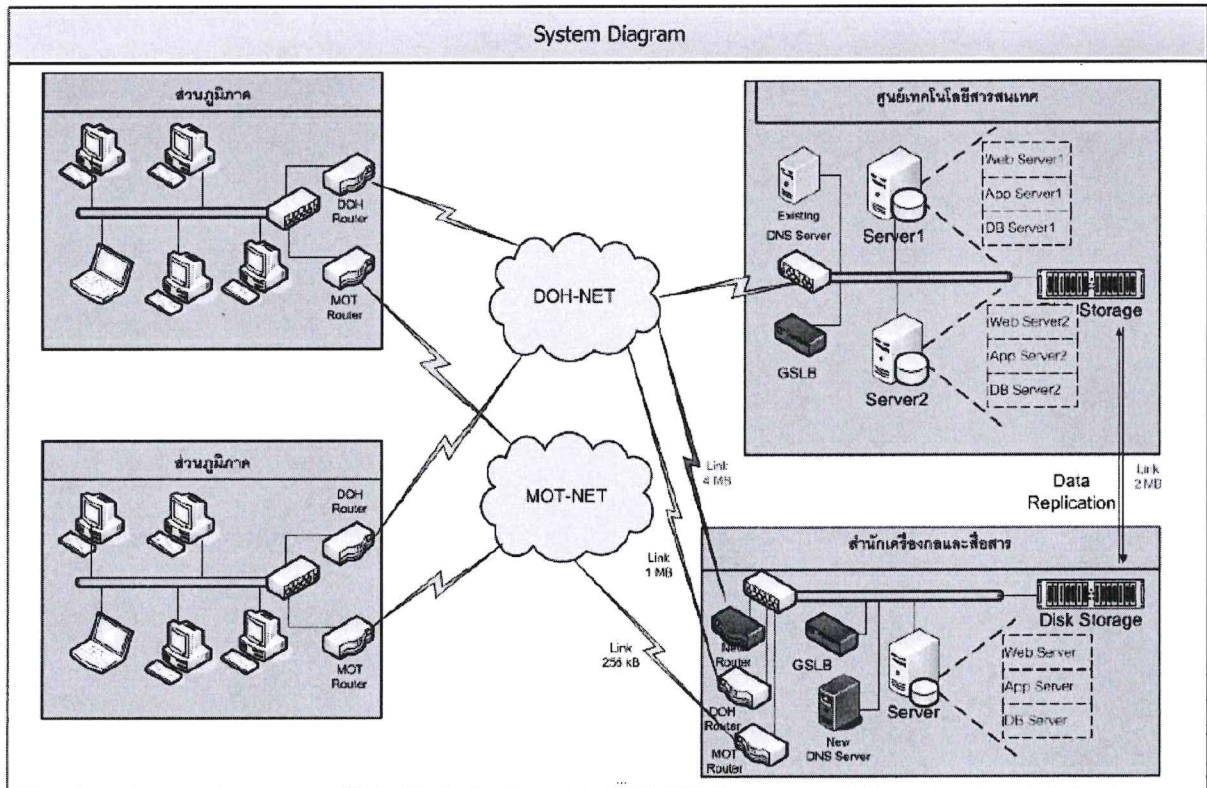 System Diagram
ส่วนภูมิภาค
DOH
Router
MOT
Router
ส่วนภูมิภาค
DOH
Router
MOT
Router
DOH-NET
MOT-NET
Link
4 MB
Link
1 MB
Link
256 kB
ศูนย์เทคโนโลยีสารสนเทศ
Existing
DNS Server
GSLB
Server1
Server2
Web Server1
App Server1
DB Server1
Web Server2
App Server2
DB Server2
Storage
Data
Replication
Link
2 MB
สำนักเครื่องกลและสื่อสาร
New
Router
DOH
Router
MOT
Router
GSLB
New
DNS Server
Server
Disk Storage
Web Server
App Server
DB Server
...